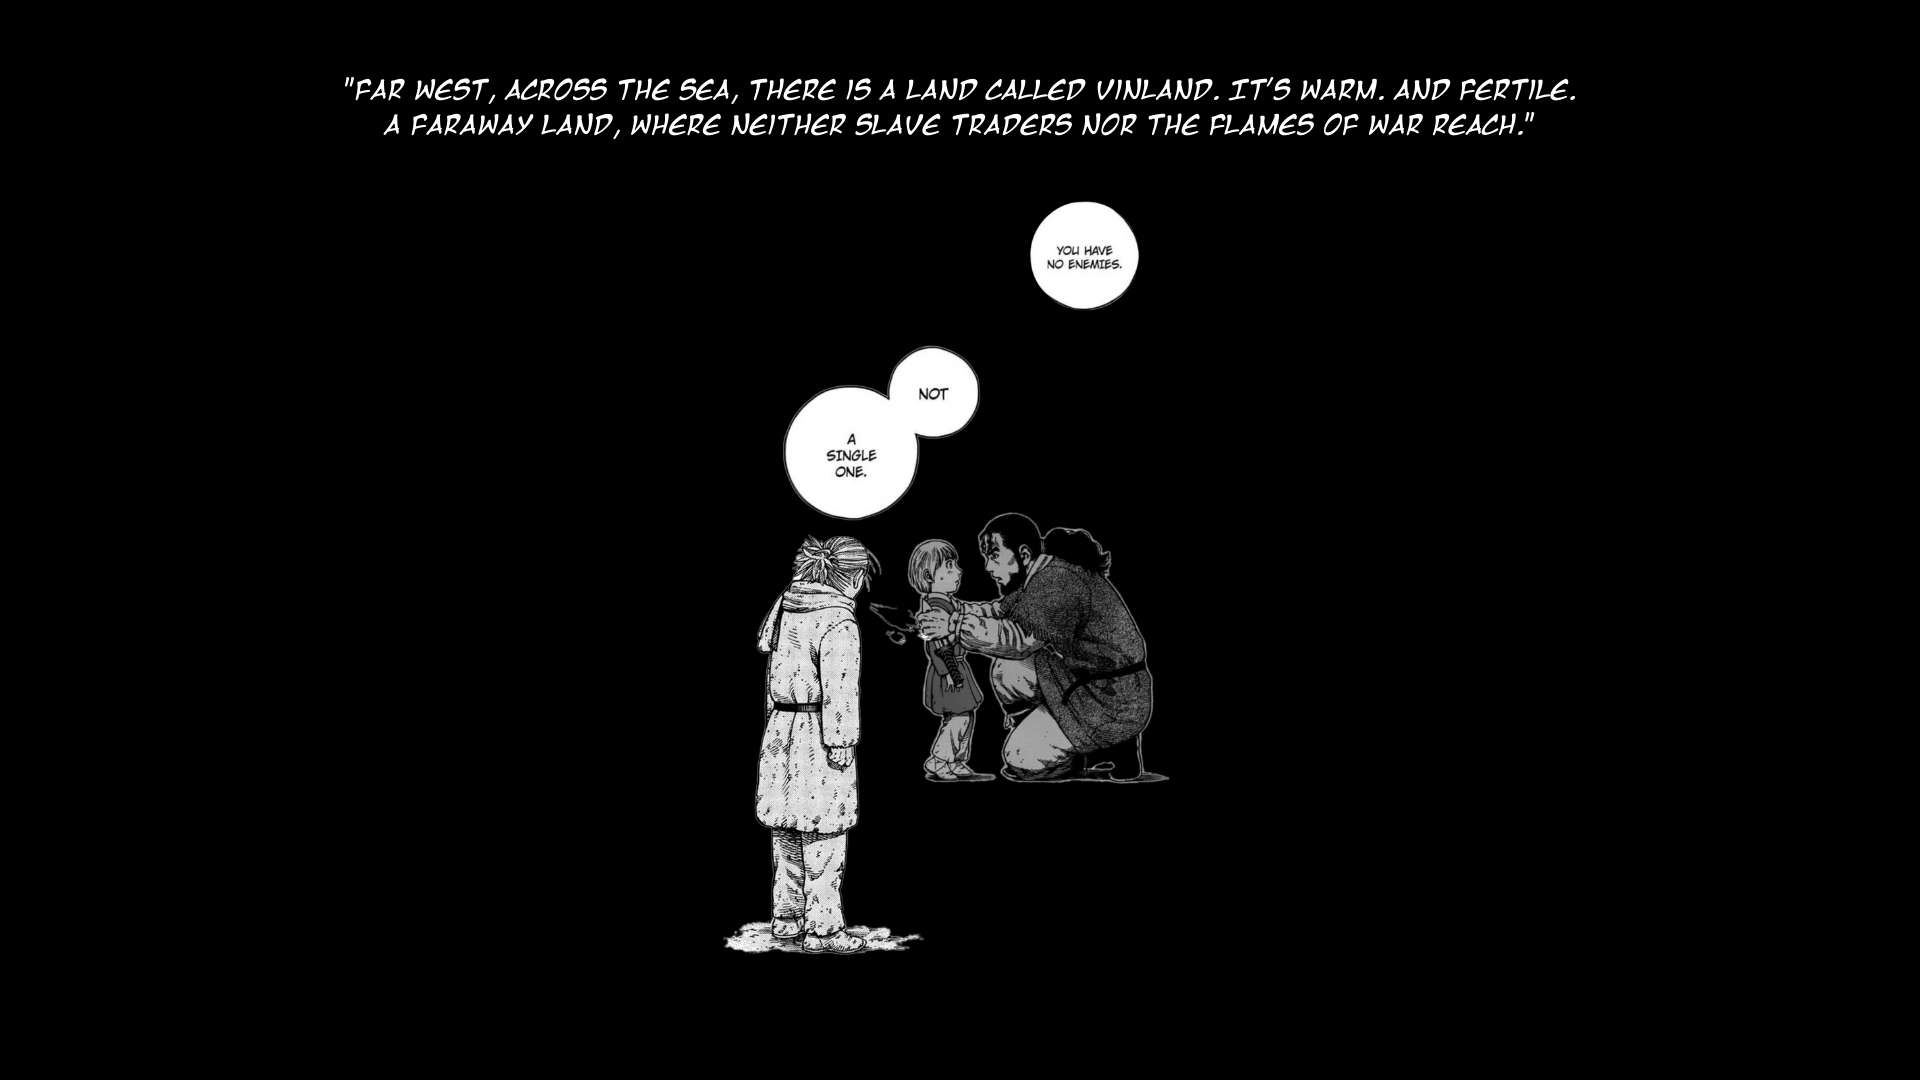 "FAR WEST, ACROSS THE SEA, THERE IS A LAND CALLED VINLAND. IT'S WARM. AND FERTILE.
A FARAWAY LAND, WHERE NEITHER SLAVE TRADERS NOR THE FLAMES OF WAR REACH."
YOU HAVE
NO ENEMIES.
NOT
A
SINGLE
ONE.